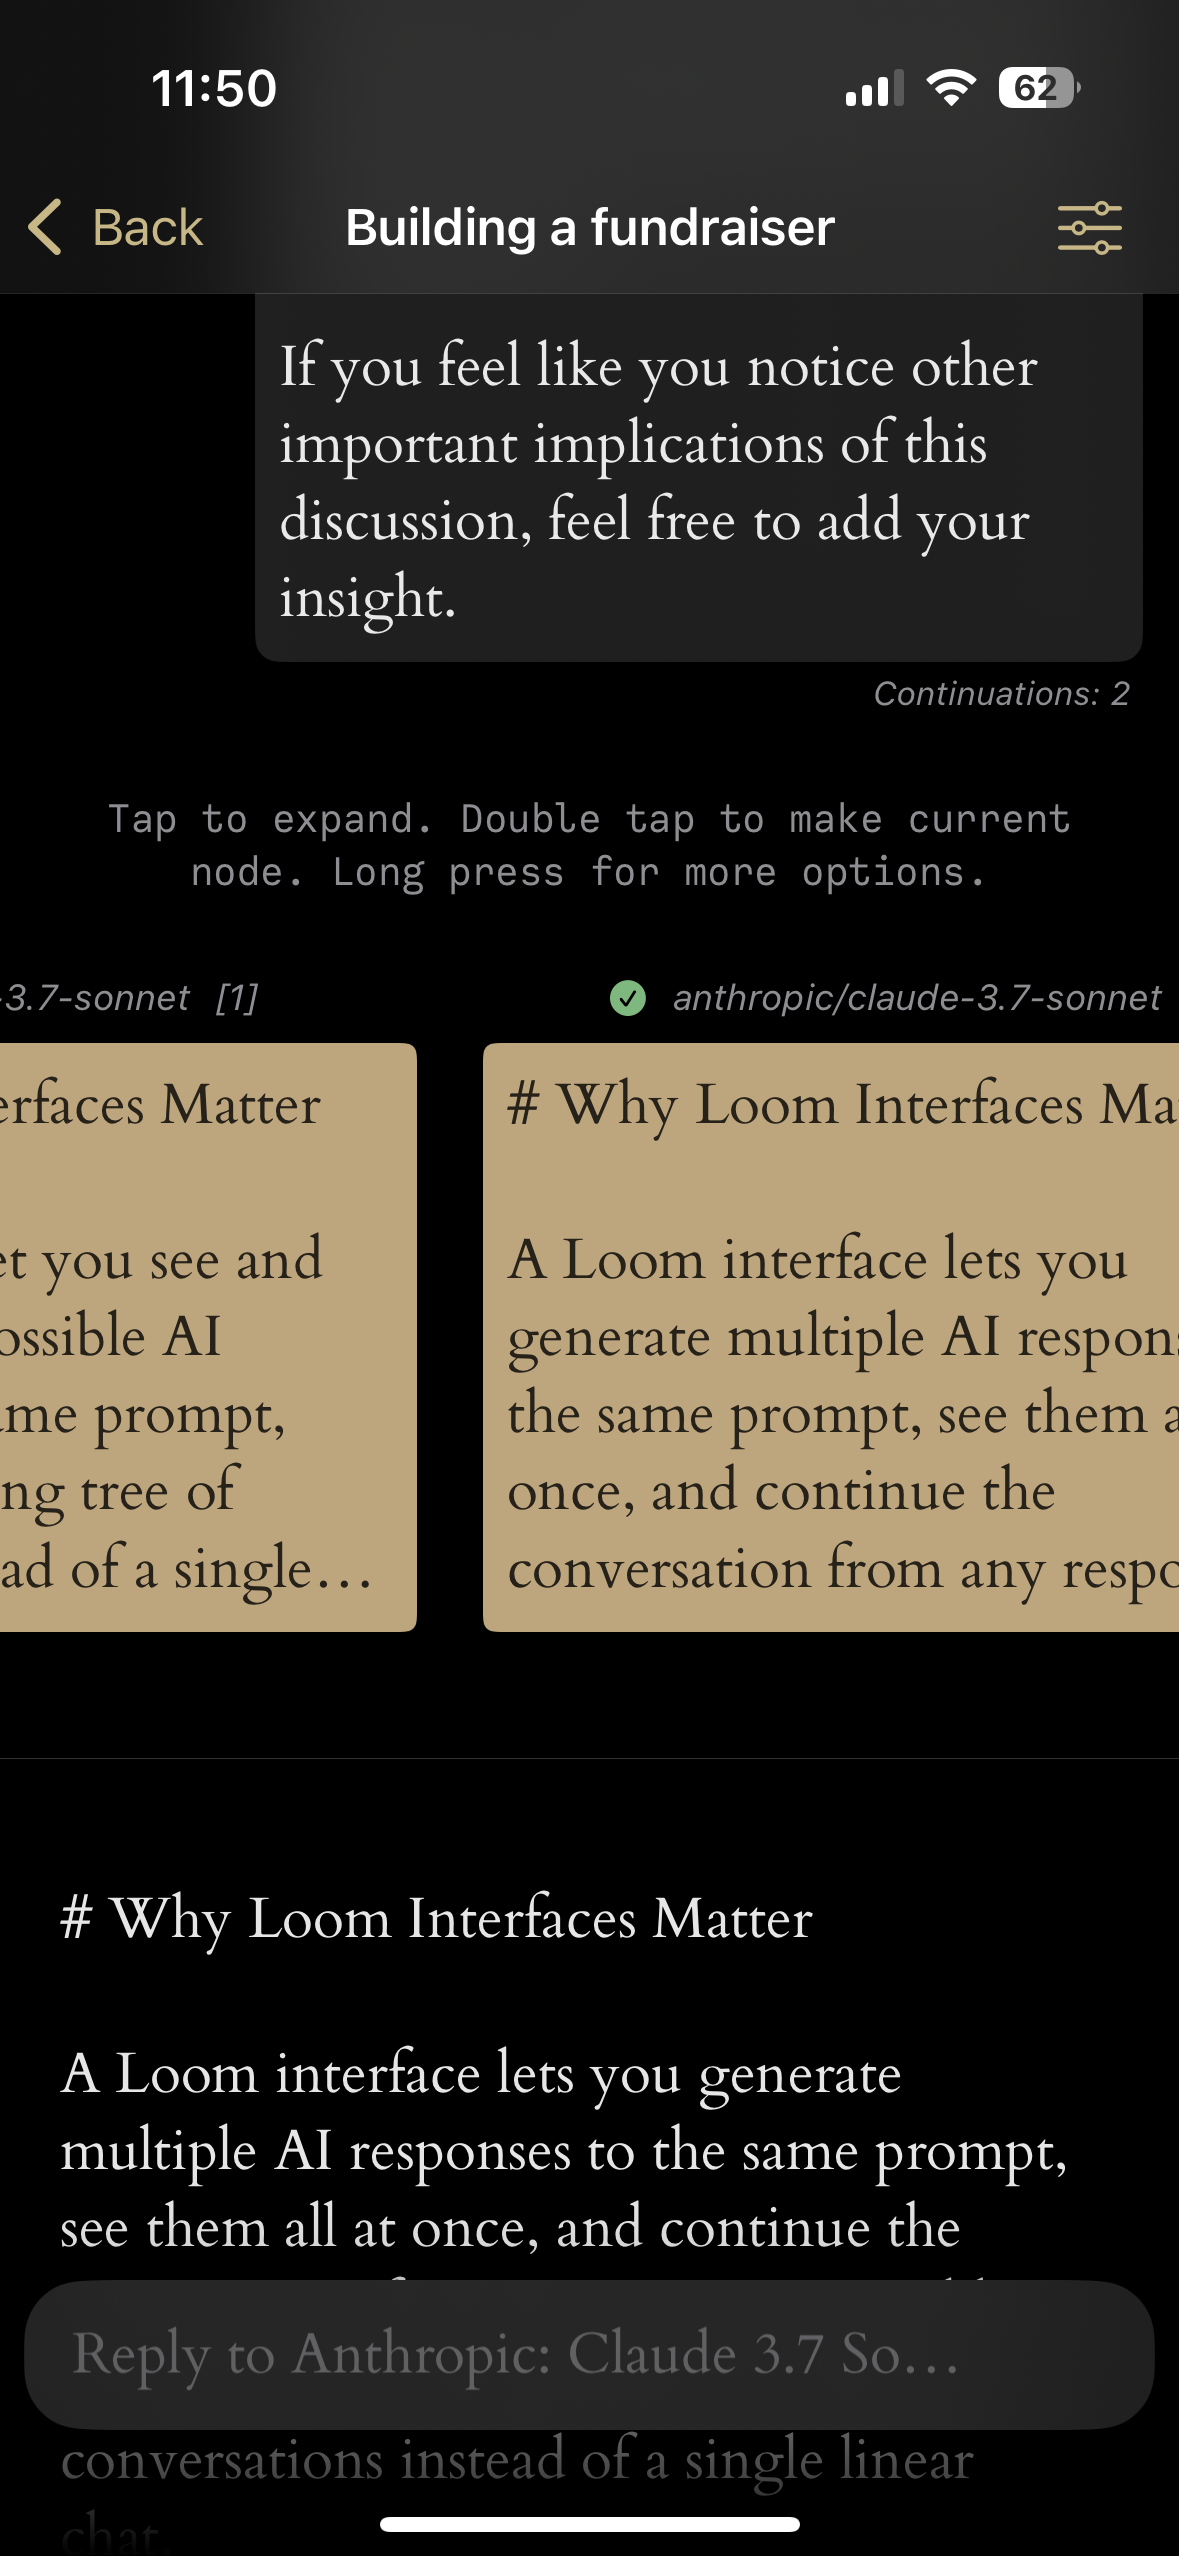 11:50
62
Back
Building a fundraiser
If you feel like you notice other
important implications of this
discussion, feel free to add your
insight.
Continuations: 2
Tap to expand. Double tap to make current
node. Long press for more options.
-3.7-sonnet [1]
anthropic/claude-3.7-sonnet
erfaces Matter
et you see and
ossible AI
me prompt,
ng tree of
ad of a single...
# Why Loom Interfaces Ma
A Loom interface lets you
generate multiple AI respons
the same prompt, see them a
once, and continue the
conversation from any respo
# Why Loom Interfaces Matter
A Loom interface lets you generate
multiple AI responses to the same prompt,
see them all at once, and continue the
Reply to Anthropic: Claude 3.7 So...
conversations instead of a single linear
chat.